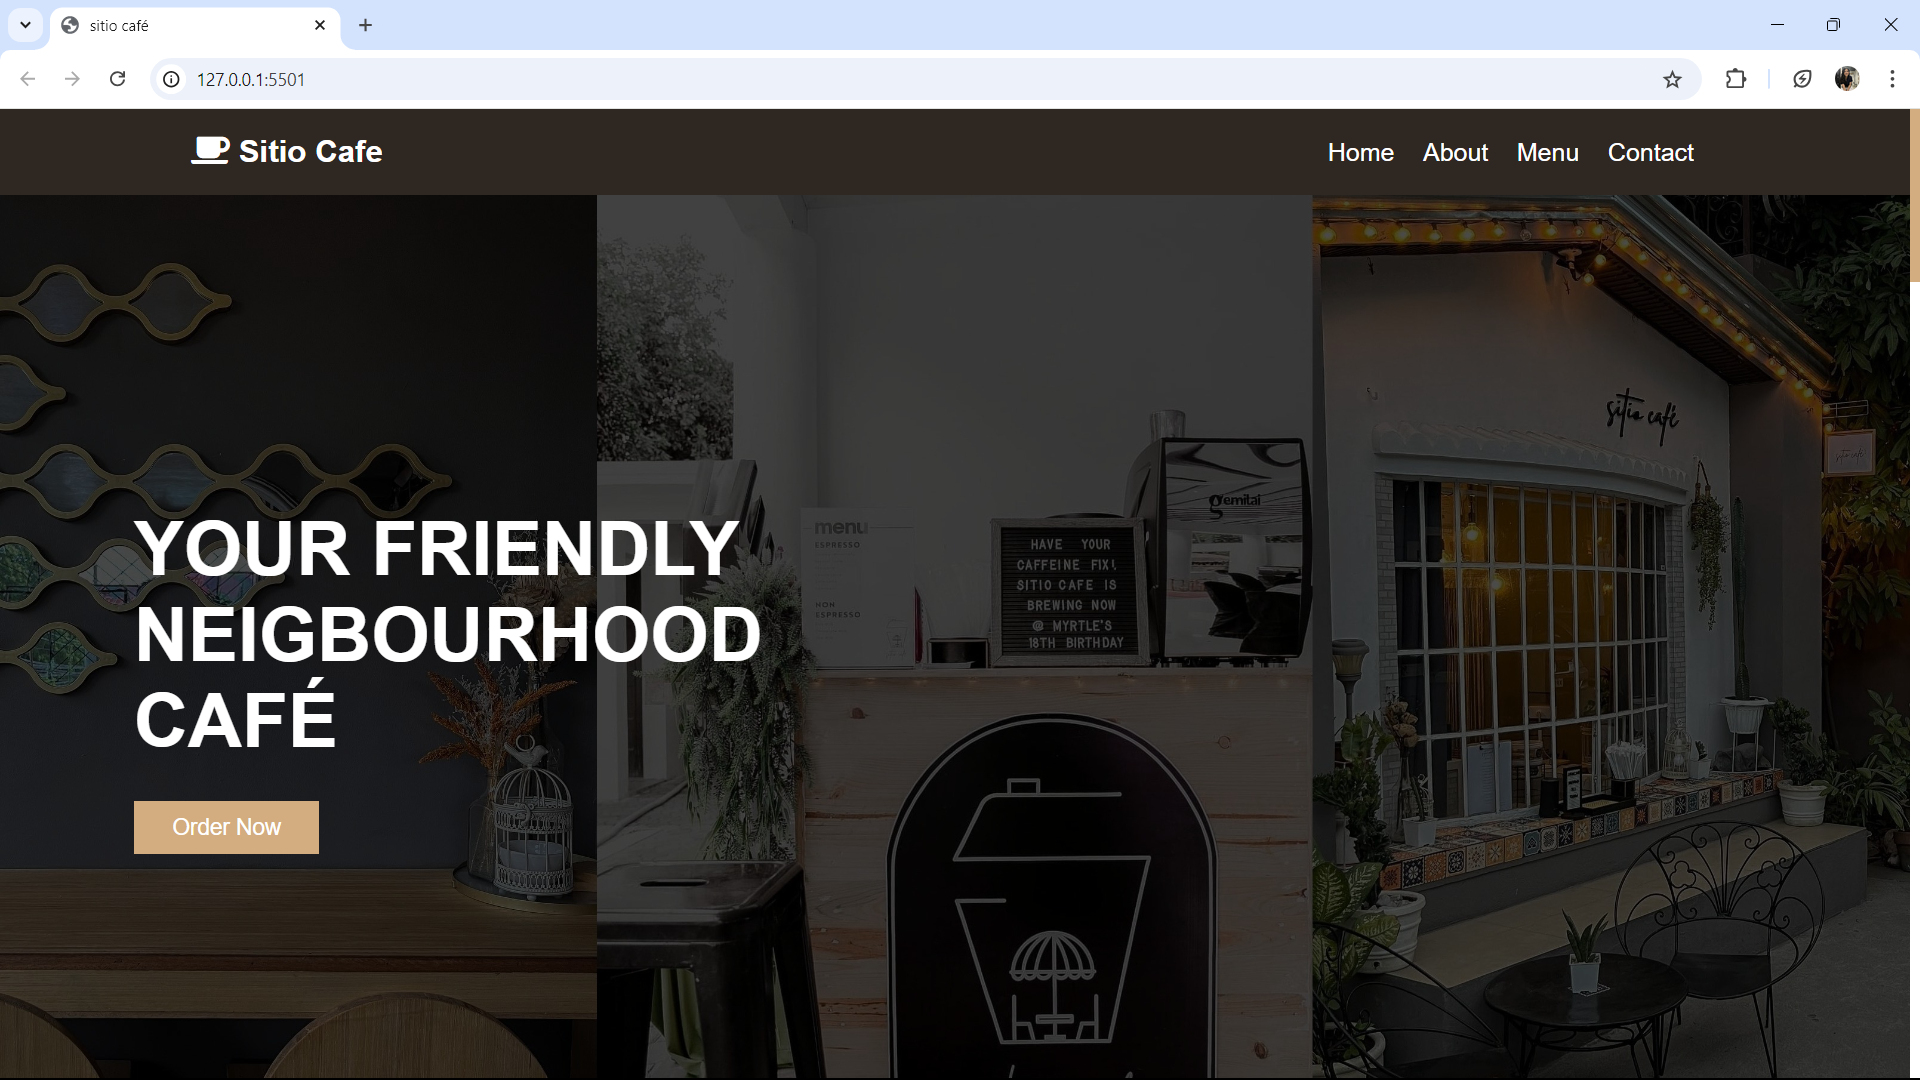 sitio café
127.0.0.1:5501
Sitio Cafe
Home About Menu Contact
sitio café
sitio café
gemilai
menu
ESPRESSO
NON
ESPRESSO
HAVE YOUR
CAFFEINE FIX!
SITIO CAFE IS
BREWING NOW
@ MYRTLE'S
18TH BIRTHDAY
YOUR FRIENDLY
NEIGBOURHOOD
CAFÉ
Order Now